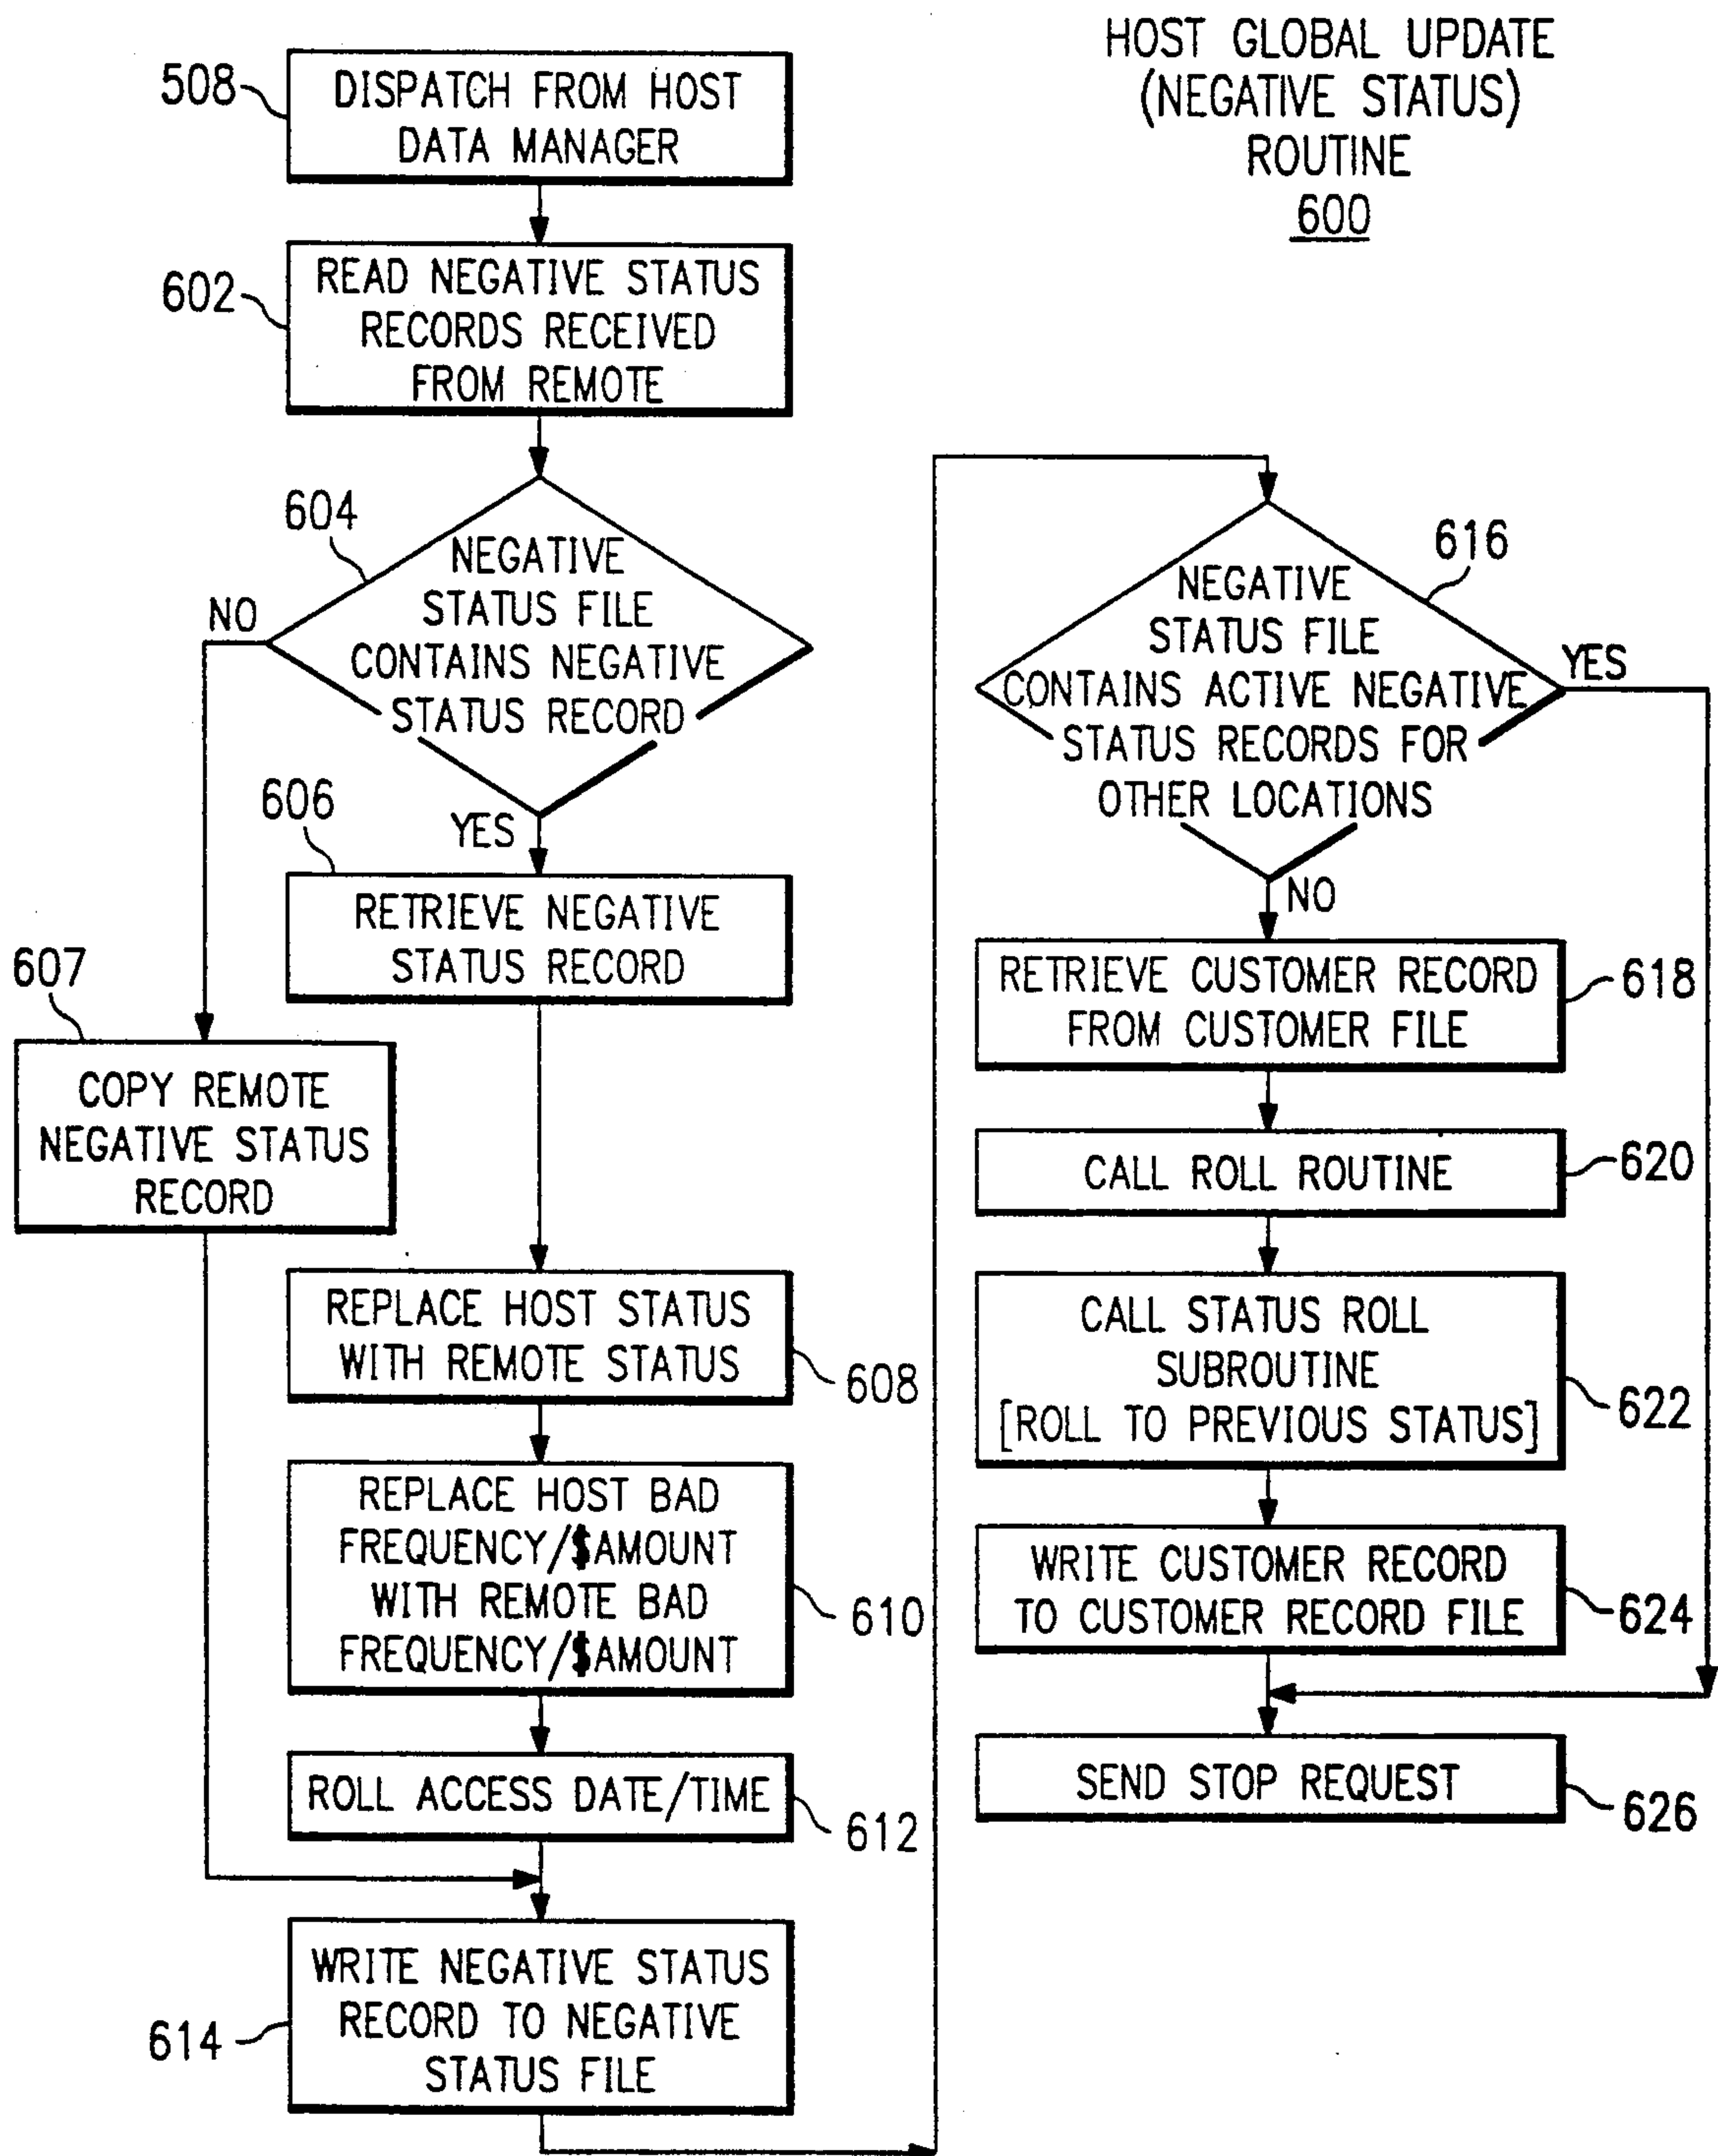 HOST GLOBAL UPDATE
(NEGATIVE STATUS)
ROUTINE
600
508
DISPATCH FROM HOST
DATA MANAGER
602
READ NEGATIVE STATUS
RECORDS RECEIVED
FROM REMOTE
604
NEGATIVE
STATUS FILE
CONTAINS NEGATIVE
STATUS RECORD
NO
YES
606
RETRIEVE NEGATIVE
STATUS RECORD
607
COPY REMOTE
NEGATIVE STATUS
RECORD
REPLACE HOST STATUS
WITH REMOTE STATUS
608
REPLACE HOST BAD
FREQUENCY/$AMOUNT
WITH REMOTE BAD
FREQUENCY/$AMOUNT
610
ROLL ACCESS DATE/TIME
612
WRITE NEGATIVE STATUS
RECORD TO NEGATIVE
STATUS FILE
614
616
NEGATIVE
STATUS FILE
CONTAINS ACTIVE NEGATIVE
STATUS RECORDS FOR
OTHER LOCATIONS
YES
NO
RETRIEVE CUSTOMER RECORD
FROM CUSTOMER FILE
618
CALL ROLL ROUTINE
620
CALL STATUS ROLL
SUBROUTINE
[ROLL TO PREVIOUS STATUS]
622
WRITE CUSTOMER RECORD
TO CUSTOMER RECORD FILE
624
SEND STOP REQUEST
626